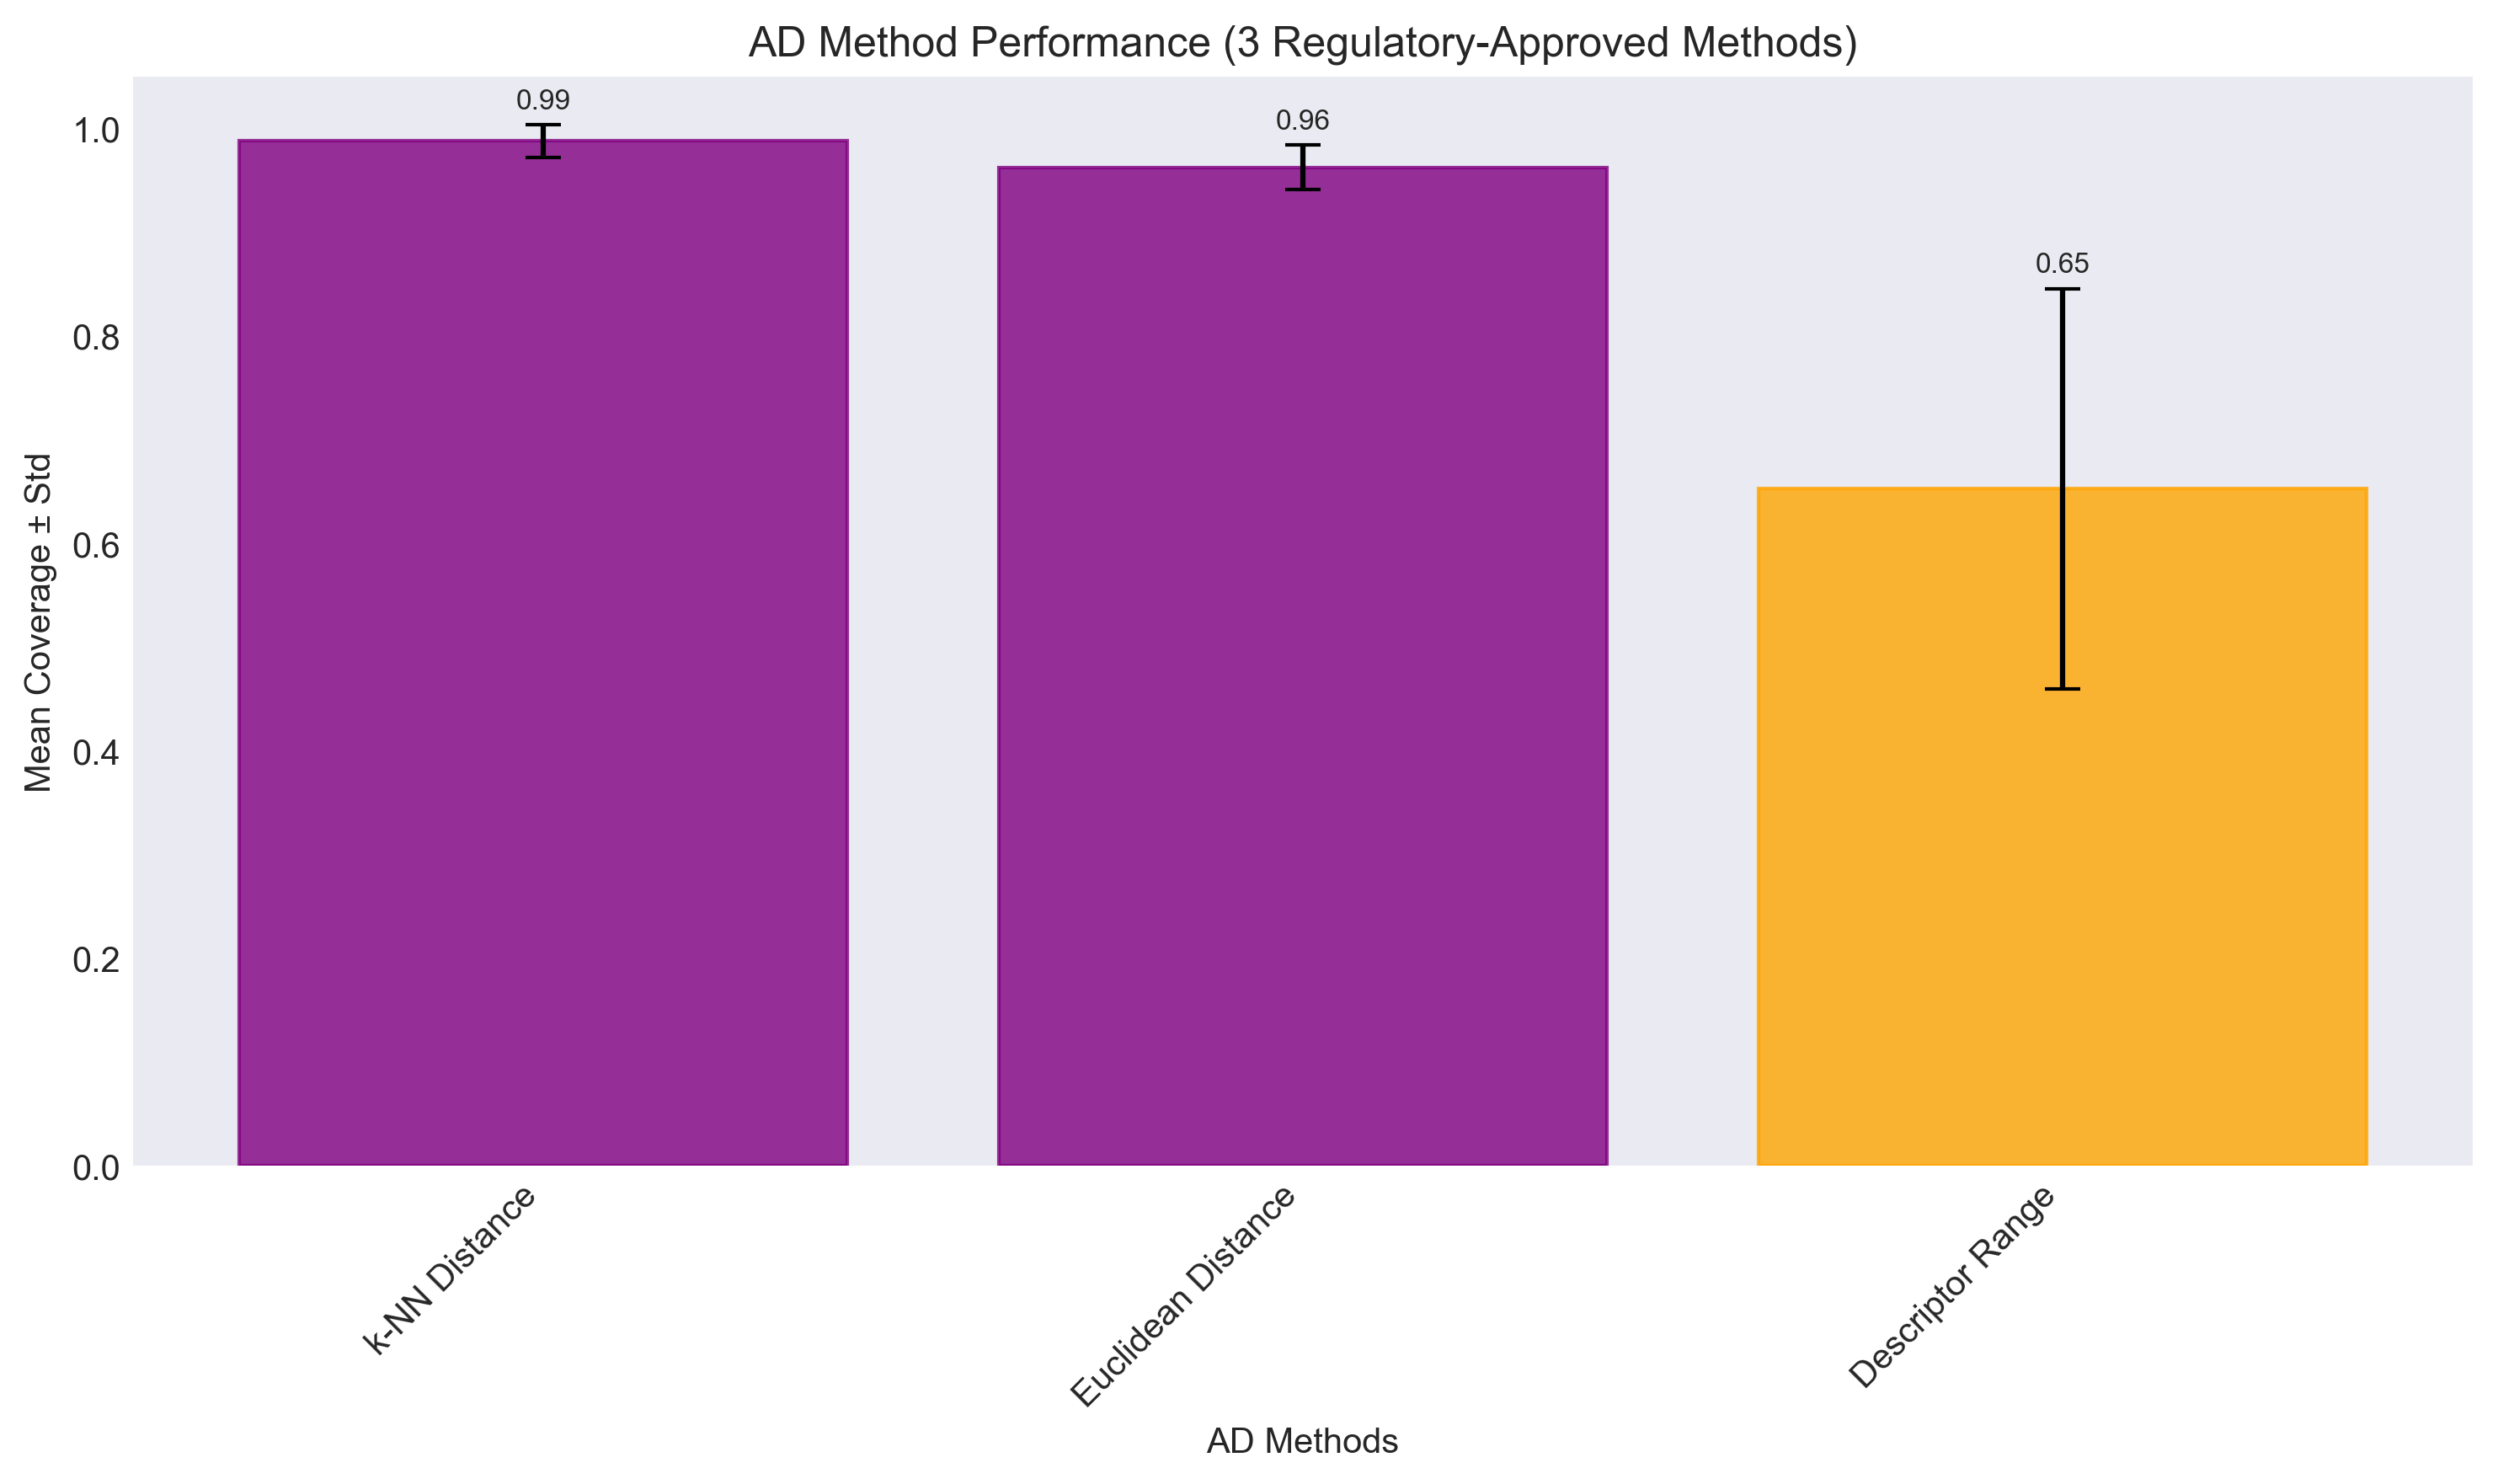 AD Method Performance (3 Regulatory-Approved Methods)
0.99
0.96
0.65
1.0
0.8
0.6
0.4
0.2
0.0
Mean Coverage ± Std
k-NN Distance
Euclidean Distance
Descriptor Range
AD Methods